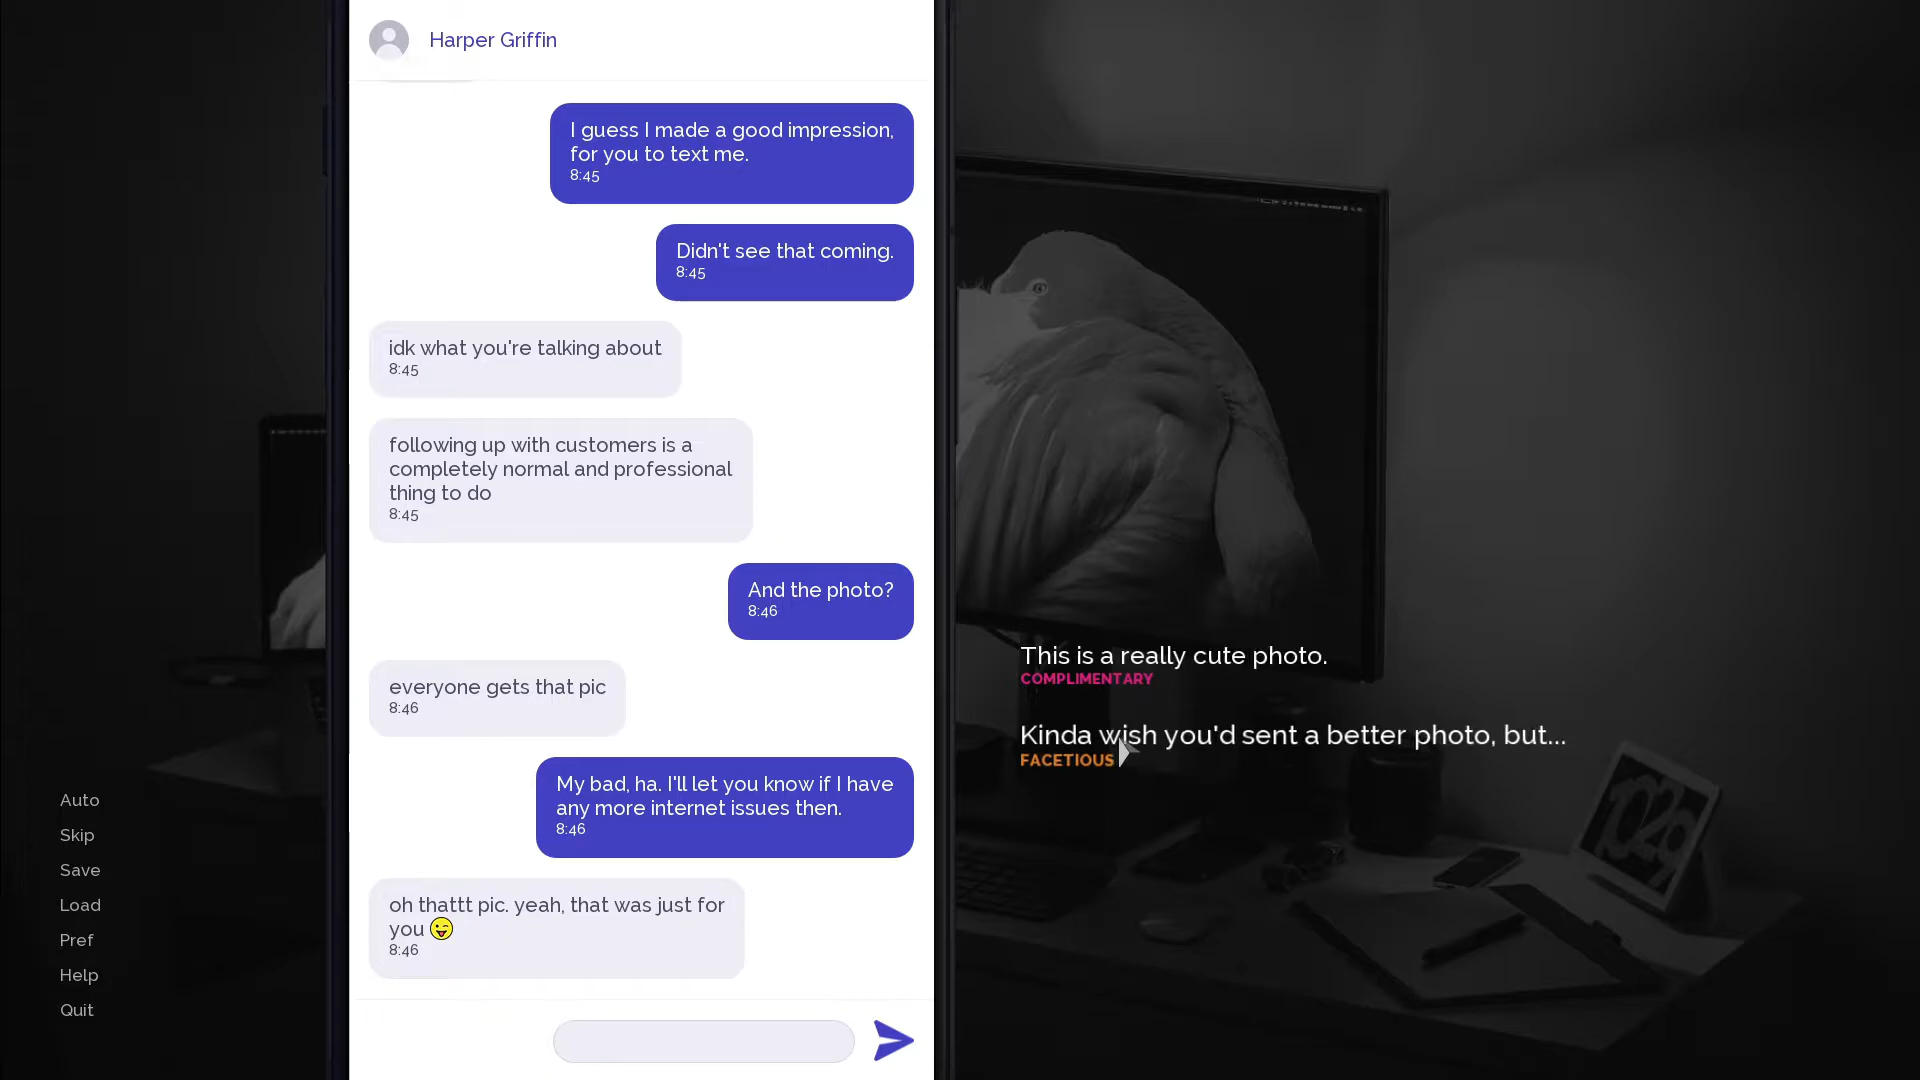 Harper Griffin
I guess I made a good impression,
for you to text me.
8:45
Didn't see that coming.
8:45
idk what you're talking about
8:45
following up with customers is a
completely normal and professional
thing to do
8:45
And the photo?
8:46
everyone gets that pic
8:46
My bad, ha. I'll let you know if I have
any more internet issues then.
8:46
oh thattt pic. yeah, that was just for
you 😜
8:46
This is a really cute photo.
COMPLIMENTARY
Kinda wish you'd sent a better photo, but...
FACETIOUS
Auto
Skip
Save
Load
Pref
Help
Quit